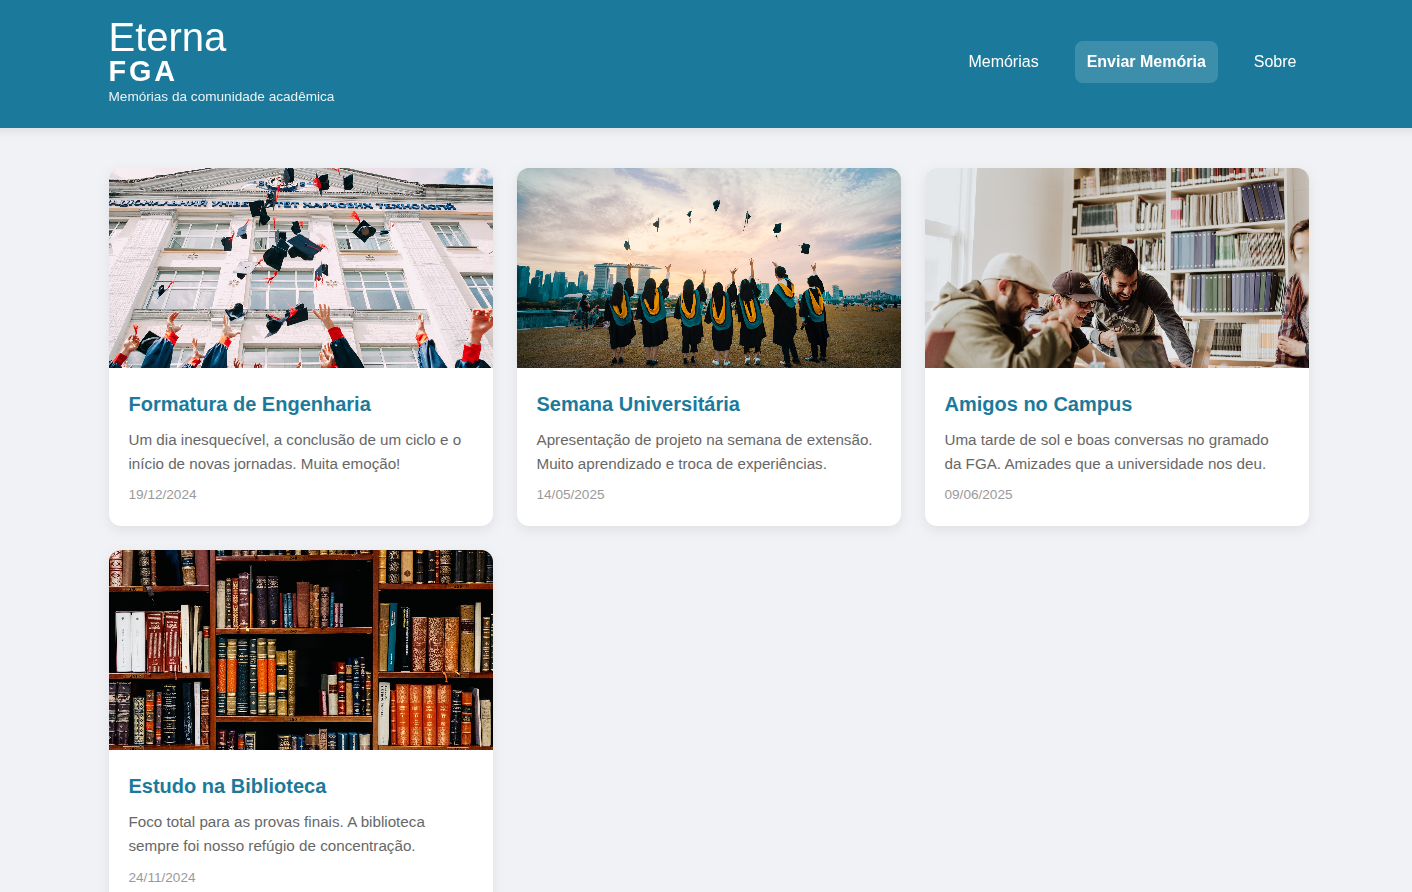 Eterna
FGA
Memórias da comunidade acadêmica
Memórias
Enviar Memória
Sobre
Formatura de Engenharia
Um dia inesquecível, a conclusão de um ciclo e o
início de novas jornadas. Muita emoção!
19/12/2024
Semana Universitária
Apresentação de projeto na semana de extensão.
Muito aprendizado e troca de experiências.
14/05/2025
Amigos no Campus
Uma tarde de sol e boas conversas no gramado
da FGA. Amizades que a universidade nos deu.
09/06/2025
Estudo na Biblioteca
Foco total para as provas finais. A biblioteca
sempre foi nosso refúgio de concentração.
24/11/2024